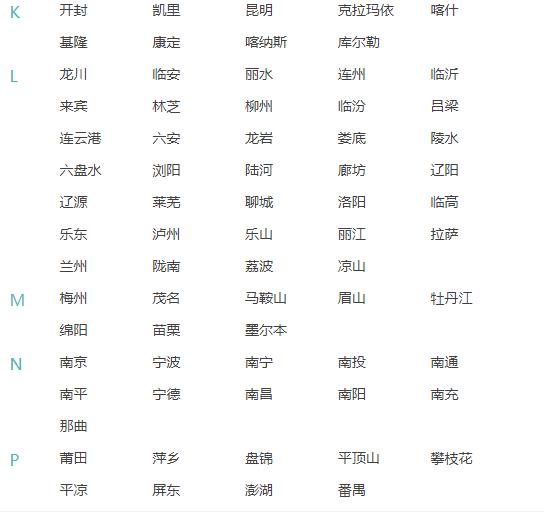 K 开封 凯里 昆明 克拉玛依 喀什
基隆 康定 喀纳斯 库尔勒
L 龙川 临安 丽水 连州 临沂
来宾 林芝 柳州 临汾 吕梁
连云港 六安 龙岩 娄底 陵水
六盘水 浏阳 陆河 廊坊 辽阳
辽源 莱芜 聊城 洛阳 临高
乐东 泸州 乐山 丽江 拉萨
兰州 陇南 荔波 凉山
M 梅州 茂名 马鞍山 眉山 牡丹江
绵阳 苗栗 墨尔本
N 南京 宁波 南宁 南投 南通
南平 宁德 南昌 南阳 南充
那曲
P 莆田 萍乡 盘锦 平顶山 攀枝花
平凉 屏东 澎湖 番禺